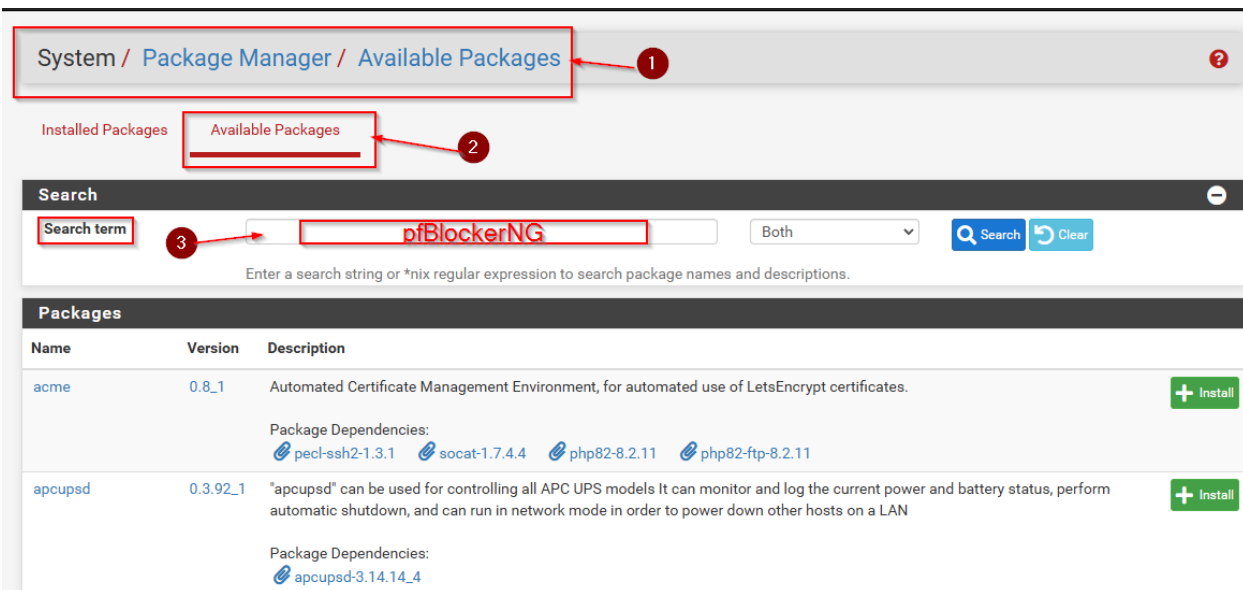 System / Package Manager / Available Packages
1
Installed Packages Available Packages
2
Search
Search term
3
pfBlockerNG
Both
Search
Clear
Enter a search string or *nix regular expression to search package names and descriptions.
Packages
Name Version Description
acme 0.8_1 Automated Certificate Management Environment, for automated use of LetsEncrypt certificates.
Install
Package Dependencies:
pecl-ssh2-1.3.1 socat-1.7.4.4 php82-8.2.11 php82-ftp-8.2.11
apcupsd 0.3.92_1 "apcupsd" can be used for controlling all APC UPS models It can monitor and log the current power and battery status, perform
Install
automatic shutdown, and can run in network mode in order to power down other hosts on a LAN
Package Dependencies:
apcupsd-3.14.14_4